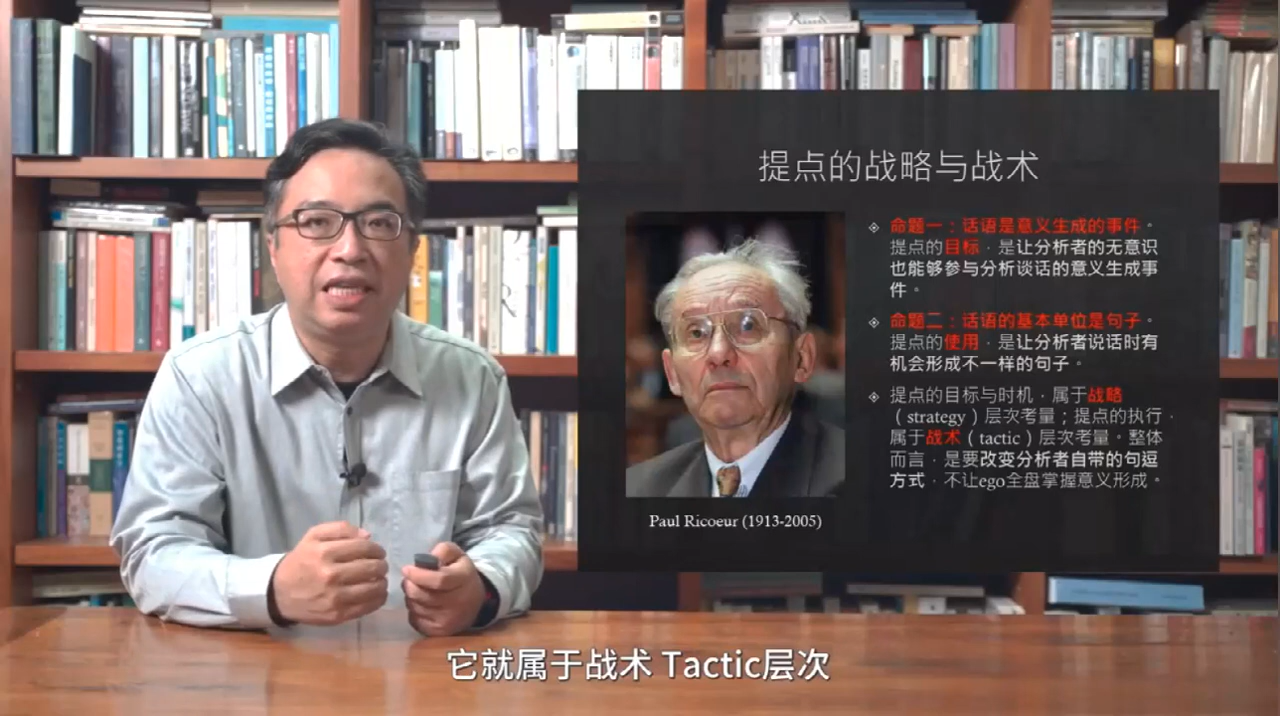 提点的战略与战术
命题一：话语是意义生成的事件。
提点的目标，是让分析者的无意识
也能够参与分析谈话的意义生成事
件。
命题二：话语的基本单位是句子。
提点的使用，是让分析者说话时有
机会形成不一样的句子。
提点的目标与时机，属于战略
（strategy）层次考量；提点的执行，
属于战术（tactic）层次考量。整体
而言，是要改变分析者自带的句逗
方式，不让ego全盘掌握意义形成。
Paul Ricoeur (1913-2005)
它就属于战术 Tactic层次